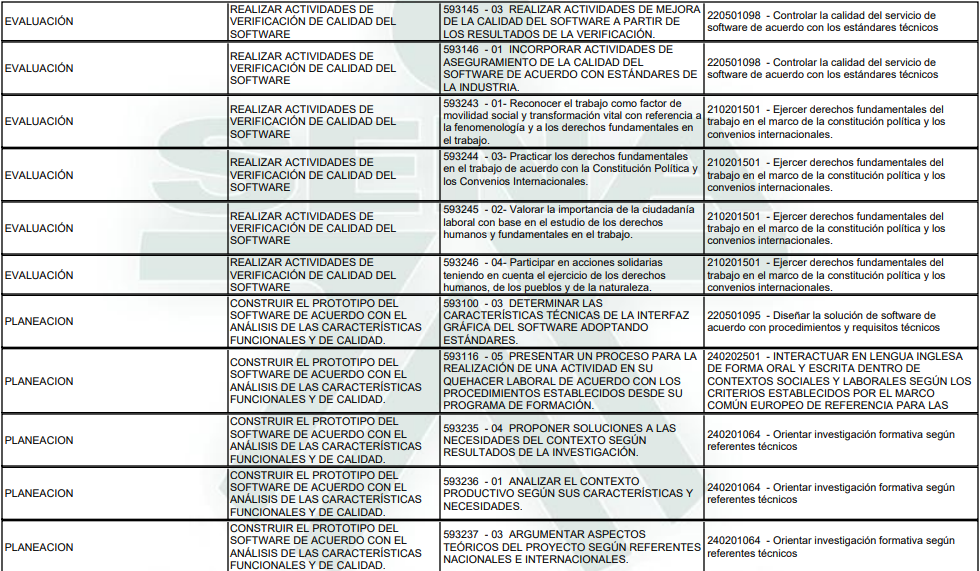 EVALUACIÓN
REALIZAR ACTIVIDADES DE
VERIFICACIÓN DE CALIDAD DEL
SOFTWARE
593145 - 03 REALIZAR ACTIVIDADES DE MEJORA
DE LA CALIDAD DEL SOFTWARE A PARTIR DE
LOS RESULTADOS DE LA VERIFICACIÓN.
220501098 - Controlar la calidad del servicio de
software de acuerdo con los estándares técnicos
EVALUACIÓN
REALIZAR ACTIVIDADES DE
VERIFICACIÓN DE CALIDAD DEL
SOFTWARE
593146 - 01 INCORPORAR ACTIVIDADES DE
ASEGURAMIENTO DE LA CALIDAD DEL
SOFTWARE DE ACUERDO CON ESTÁNDARES DE
LA INDUSTRIA.
220501098 - Controlar la calidad del servicio de
software de acuerdo con los estándares técnicos
EVALUACIÓN
REALIZAR ACTIVIDADES DE
VERIFICACIÓN DE CALIDAD DEL
SOFTWARE
593243 - 01- Reconocer el trabajo como factor de
movilidad social y transformación vital con referencia a
la fenomenología y a los derechos fundamentales en
el trabajo.
210201501 - Ejercer derechos fundamentales del
trabajo en el marco de la constitución política y los
convenios internacionales.
EVALUACIÓN
REALIZAR ACTIVIDADES DE
VERIFICACIÓN DE CALIDAD DEL
SOFTWARE
593244 - 03- Practicar los derechos fundamentales
en el trabajo de acuerdo con la Constitución Política y
los Convenios Internacionales.
210201501 - Ejercer derechos fundamentales del
trabajo en el marco de la constitución política y los
convenios internacionales.
EVALUACIÓN
REALIZAR ACTIVIDADES DE
VERIFICACIÓN DE CALIDAD DEL
SOFTWARE
593245 - 02- Valorar la importancia de la ciudadanía
laboral con base en el estudio de los derechos
humanos y fundamentales en el trabajo.
210201501 - Ejercer derechos fundamentales del
trabajo en el marco de la constitución política y los
convenios internacionales.
EVALUACIÓN
REALIZAR ACTIVIDADES DE
VERIFICACIÓN DE CALIDAD DEL
SOFTWARE
593246 - 04- Participar en acciones solidarias
teniendo en cuenta el ejercicio de los derechos
humanos, de los pueblos y de la naturaleza.
210201501 - Ejercer derechos fundamentales del
trabajo en el marco de la constitución política y los
convenios internacionales.
PLANEACION
CONSTRUIR EL PROTOTIPO DEL
SOFTWARE DE ACUERDO CON EL
ANÁLISIS DE LAS CARACTERÍSTICAS
FUNCIONALES Y DE CALIDAD.
593100 - 03 DETERMINAR LAS
CARACTERÍSTICAS TÉCNICAS DE LA INTERFAZ
GRÁFICA DEL SOFTWARE ADOPTANDO
ESTÁNDARES.
220501095 - Diseñar la solución de software de
acuerdo con procedimientos y requisitos técnicos
PLANEACION
CONSTRUIR EL PROTOTIPO DEL
SOFTWARE DE ACUERDO CON EL
ANÁLISIS DE LAS CARACTERÍSTICAS
FUNCIONALES Y DE CALIDAD.
593116 - 05 PRESENTAR UN PROCESO PARA LA
REALIZACIÓN DE UNA ACTIVIDAD EN SU
QUEHACER LABORAL DE ACUERDO CON LOS
PROCEDIMIENTOS ESTABLECIDOS DESDE SU
PROGRAMA DE FORMACIÓN.
240202501 - INTERACTUAR EN LENGUA INGLESA
DE FORMA ORAL Y ESCRITA DENTRO DE
CONTEXTOS SOCIALES Y LABORALES SEGÚN LOS
CRITERIOS ESTABLECIDOS POR EL MARCO
COMÚN EUROPEO DE REFERENCIA PARA LAS
PLANEACION
CONSTRUIR EL PROTOTIPO DEL
SOFTWARE DE ACUERDO CON EL
ANÁLISIS DE LAS CARACTERÍSTICAS
FUNCIONALES Y DE CALIDAD.
593235 - 04 PROPONER SOLUCIONES A LAS
NECESIDADES DEL CONTEXTO SEGÚN
RESULTADOS DE LA INVESTIGACIÓN.
240201064 - Orientar investigación formativa según
referentes técnicos
PLANEACION
CONSTRUIR EL PROTOTIPO DEL
SOFTWARE DE ACUERDO CON EL
ANÁLISIS DE LAS CARACTERÍSTICAS
FUNCIONALES Y DE CALIDAD.
593236 - 01 ANALIZAR EL CONTEXTO
PRODUCTIVO SEGÚN SUS CARACTERÍSTICAS Y
NECESIDADES.
240201064 - Orientar investigación formativa según
referentes técnicos
PLANEACION
CONSTRUIR EL PROTOTIPO DEL
SOFTWARE DE ACUERDO CON EL
ANÁLISIS DE LAS CARACTERÍSTICAS
FUNCIONALES Y DE CALIDAD.
593237 - 03 ARGUMENTAR ASPECTOS
TEÓRICOS DEL PROYECTO SEGÚN REFERENTES
NACIONALES E INTERNACIONALES.
240201064 - Orientar investigación formativa según
referentes técnicos
SENA